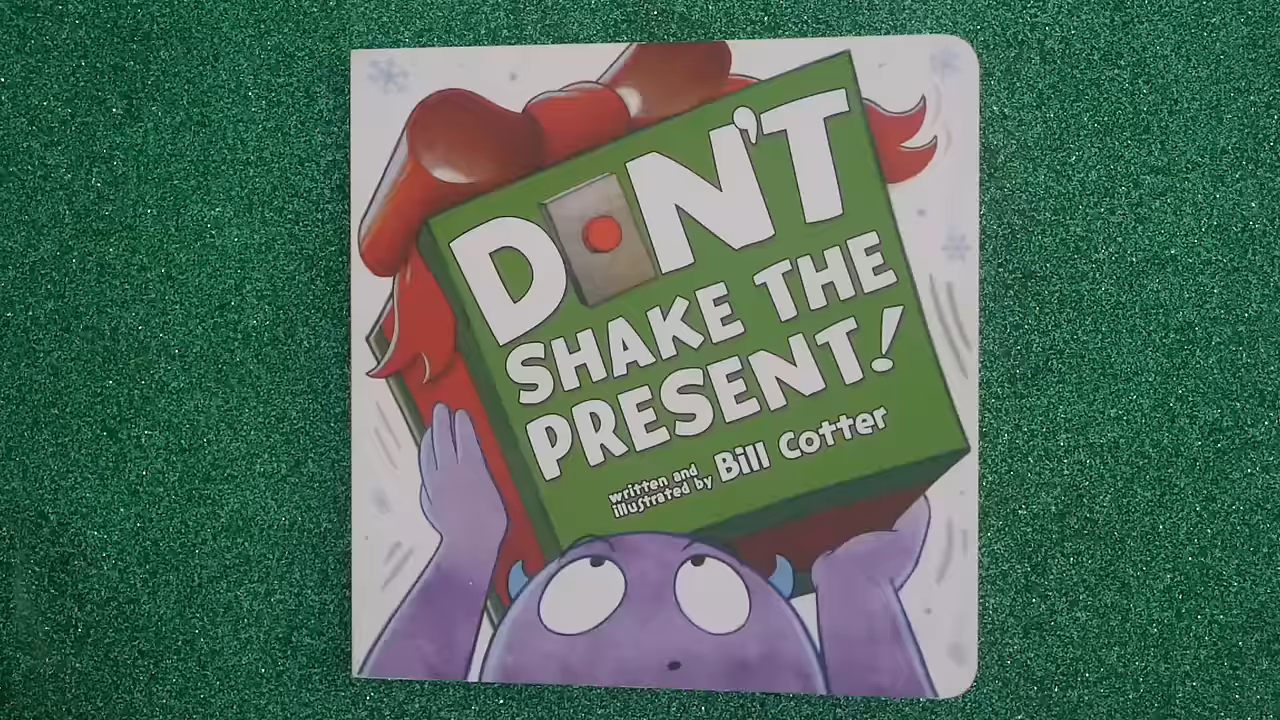 DON'T
SHAKE THE
PRESENT!
written and
illustrated by Bill Cotter